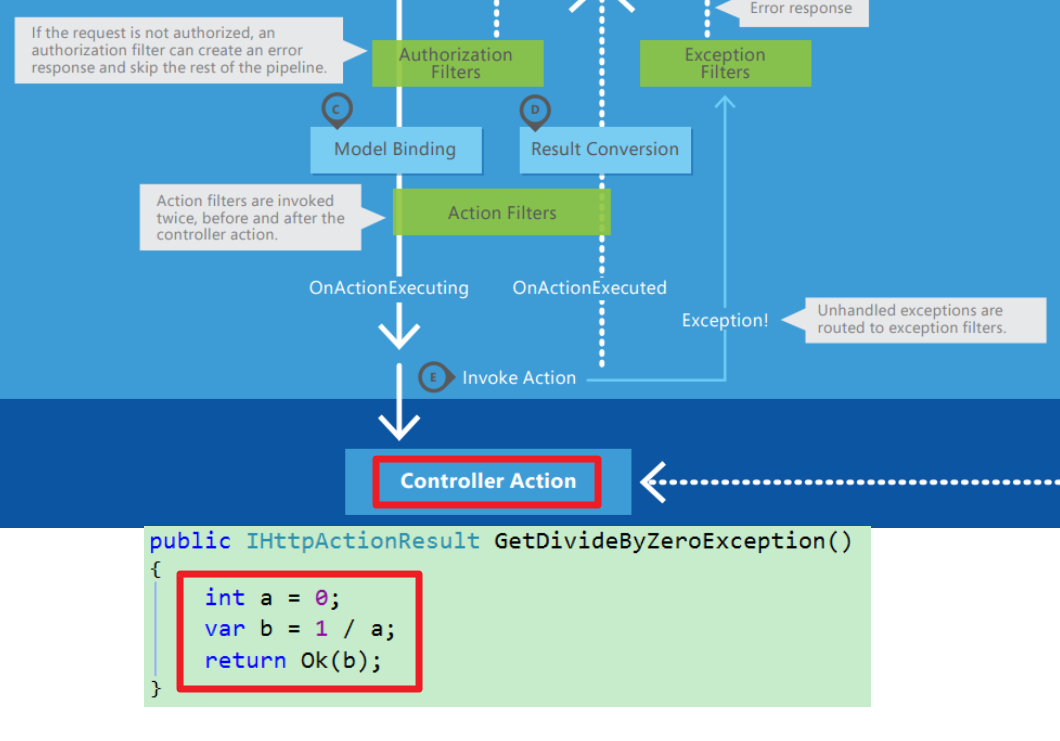 Error response
If the request is not authorized, an
authorization filter can create an error
response and skip the rest of the pipeline.
Authorization
Filters
Exception
Filters
C
D
Model Binding
Result Conversion
Action filters are invoked
twice, before and after the
controller action.
Action Filters
OnActionExecuting
OnActionExecuted
Unhandled exceptions are
routed to exception filters.
Exception!
E
Invoke Action
Controller Action
public IHttpActionResult GetDivideByZeroException()
{
int a = 0;
var b = 1 / a;
return Ok(b);
}